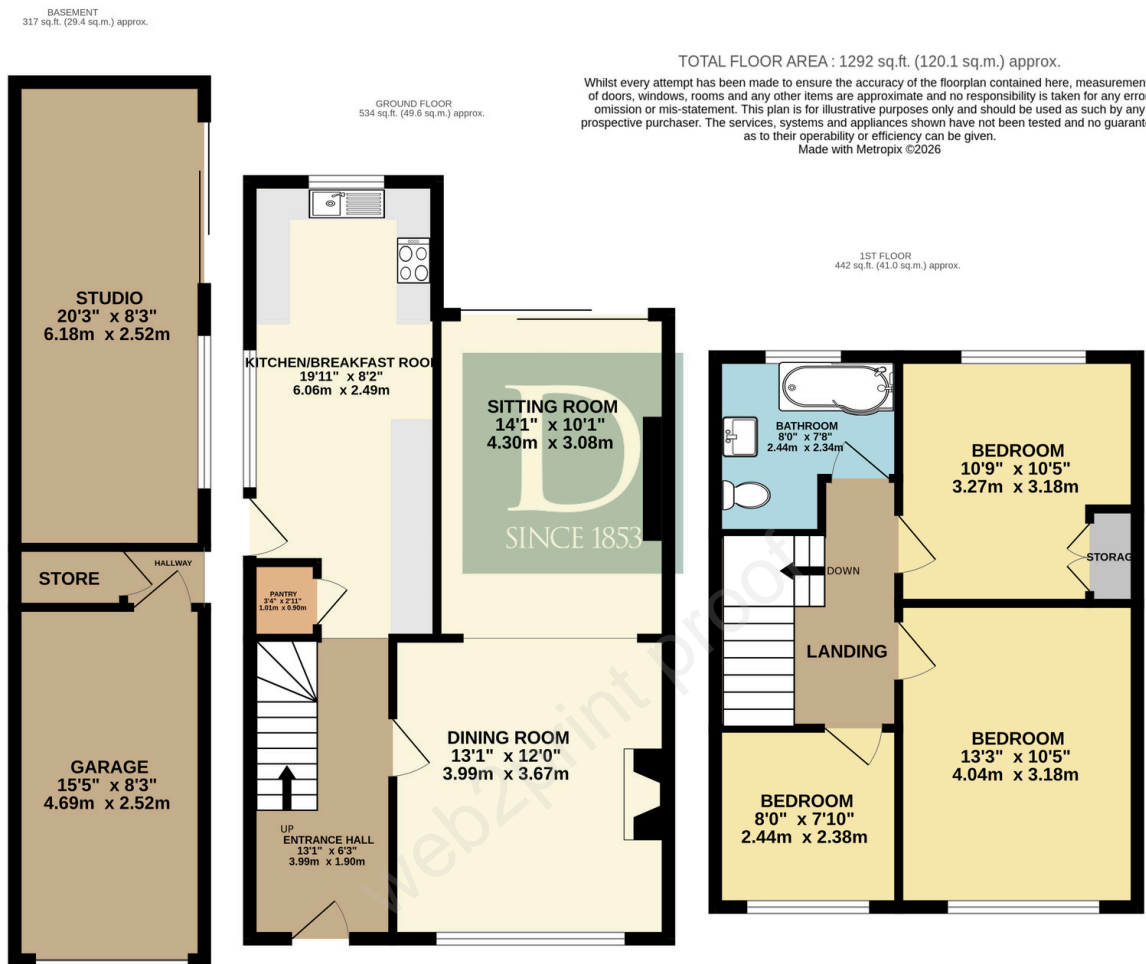 BASEMENT
317 sq.ft. (29.4 sq.m.) approx.
TOTAL FLOOR AREA : 1292 sq.ft. (120.1 sq.m.) approx.
Whilst every attempt has been made to ensure the accuracy of the floorplan contained here, measuremen
of doors, windows, rooms and any other items are approximate and no responsibility is taken for any erro
omission or mis-statement. This plan is for illustrative purposes only and should be used as such by any
prospective purchaser. The services, systems and appliances shown have not been tested and no guarant
as to their operability or efficiency can be given.
Made with Metropix ©2026
GROUND FLOOR
534 sq.ft. (49.6 sq.m.) approx.
1ST FLOOR
442 sq.ft. (41.0 sq.m.) approx.
STUDIO
20'3" x 8'3"
6.18m x 2.52m
STORE
HALLWAY
GARAGE
15'5" x 8'3"
4.69m x 2.52m
KITCHEN/BREAKFAST ROO
19'11" x 8'2"
6.06m x 2.49m
SITTING ROOM
14'1" x 10'1"
4.30m x 3.08m
D
SINCE 1853
PANTRY
3'4" x 2'11"
1.01m x 0.90m
DINING ROOM
13'1" x 12'0"
3.99m x 3.67m
UP
ENTRANCE HALL
13'1" x 6'3"
3.99m x 1.90m
BATHROOM
8'0" x 7'8"
2.44m x 2.34m
BEDROOM
10'9" x 10'5"
3.27m x 3.18m
STORAG
DOWN
LANDING
BEDROOM
13'3" x 10'5"
4.04m x 3.18m
BEDROOM
8'0" x 7'10"
2.44m x 2.38m
web2print proof